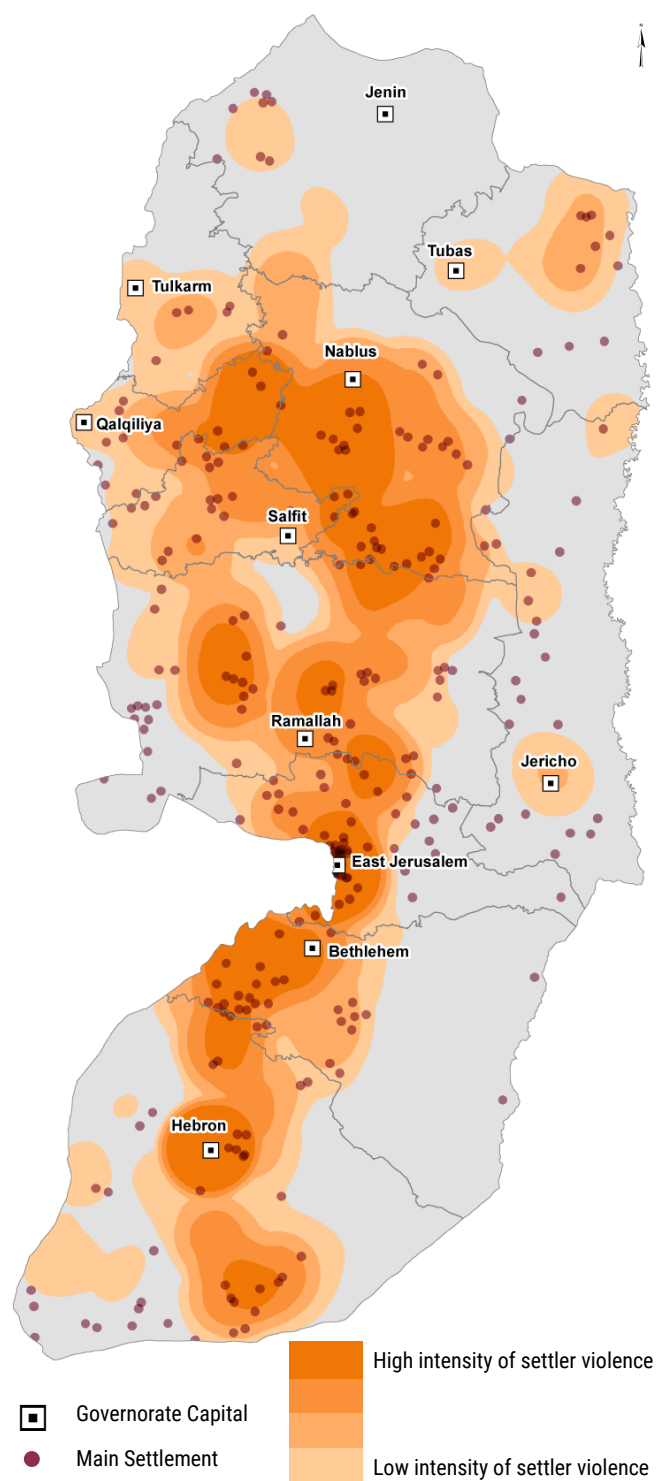 Jenin
Tubas
Tulkarm
Nablus
Qalqiliya
Salfit
Ramallah
Jericho
East Jerusalem
Bethlehem
Hebron
High intensity of settler violence
Governorate Capital
Main Settlement
Low intensity of settler violence